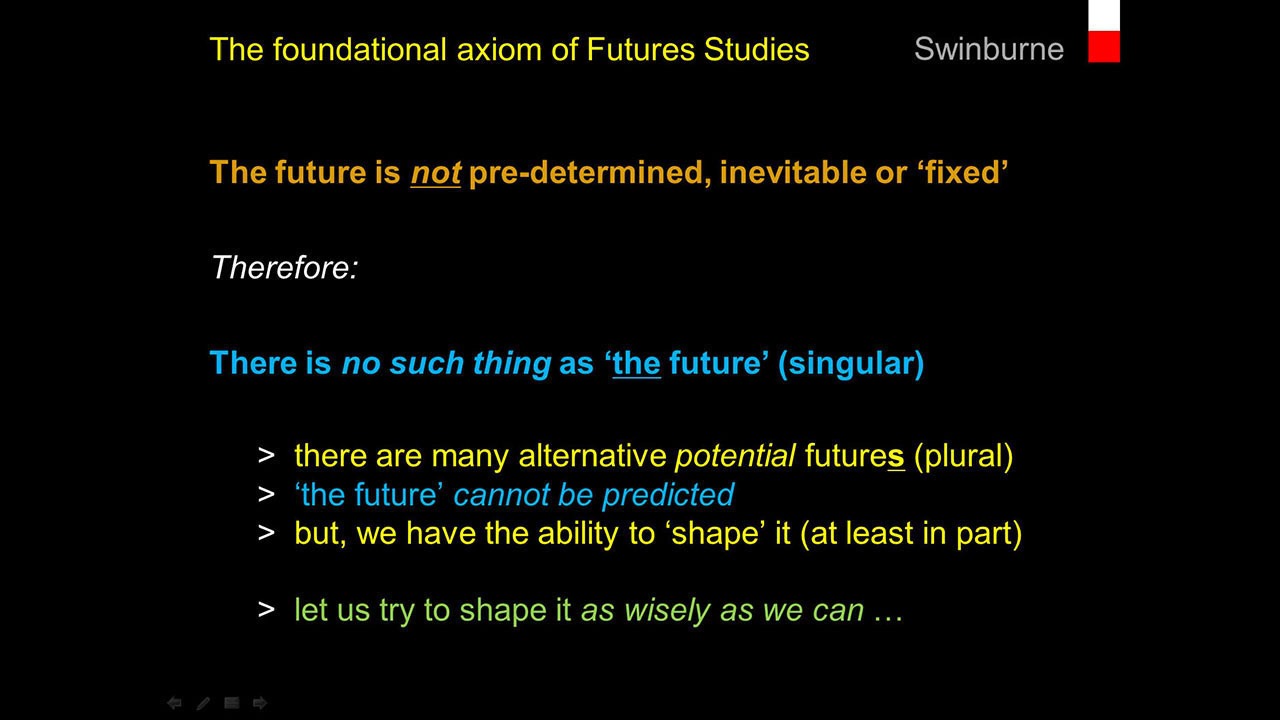 The foundational axiom of Futures Studies
Swinburne
The future is not pre-determined, inevitable or ‘fixed’
Therefore:
There is no such thing as ‘the future’ (singular)
> there are many alternative potential futures (plural)
> ‘the future’ cannot be predicted
> but, we have the ability to ‘shape’ it (at least in part)
> let us try to shape it as wisely as we can …